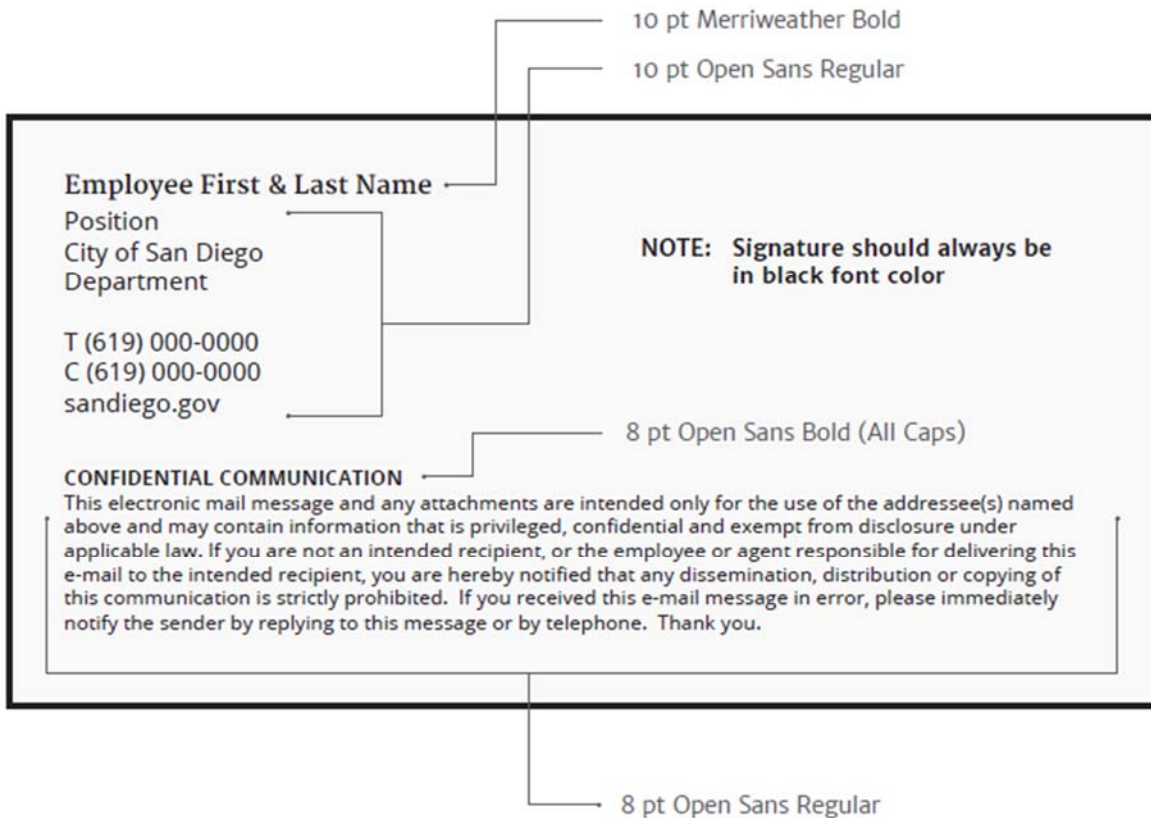 10 pt Merriweather Bold
10 pt Open Sans Regular
Employee First & Last Name
Position
City of San Diego
Department
T (619) 000-0000
C (619) 000-0000
sandiego.gov
NOTE: Signature should always be
in black font color
8 pt Open Sans Bold (All Caps)
CONFIDENTIAL COMMUNICATION
This electronic mail message and any attachments are intended only for the use of the addressee(s) named
above and may contain information that is privileged, confidential and exempt from disclosure under
applicable law. If you are not an intended recipient, or the employee or agent responsible for delivering this
e-mail to the intended recipient, you are hereby notified that any dissemination, distribution or copying of
this communication is strictly prohibited.  If you received this e-mail message in error, please immediately
notify the sender by replying to this message or by telephone.  Thank you.
8 pt Open Sans Regular